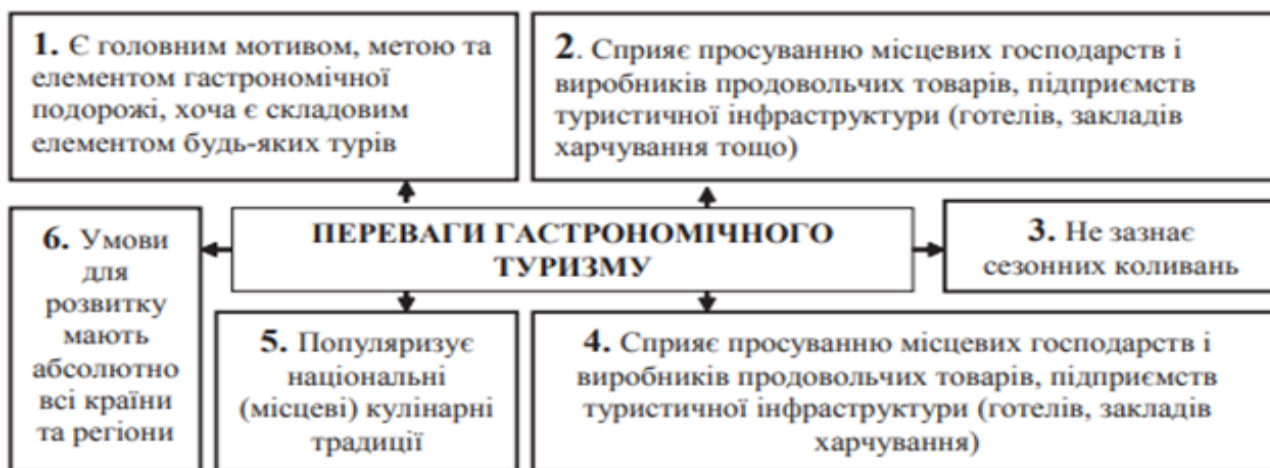 1. Є головним мотивом, метою та
елементом гастрономічної
подорожі, хоча є складовим
елементом будь-яких турів
2. Сприяє просуванню місцевих господарств і
виробників продовольчих товарів, підприємств
туристичної інфраструктури (готелів, закладів
харчування тощо)
ПЕРЕВАГИ ГАСТРОНОМІЧНОГО
ТУРИЗМУ
3. Не зазнає
сезонних коливань
4. Сприяє просуванню місцевих господарств і
виробників продовольчих товарів, підприємств
туристичної інфраструктури (готелів, закладів
харчування)
5. Популяризує
національні
(місцеві) кулінарні
традиції
6. Умови
для
розвитку
мають
абсолютно
всі країни
та регіони